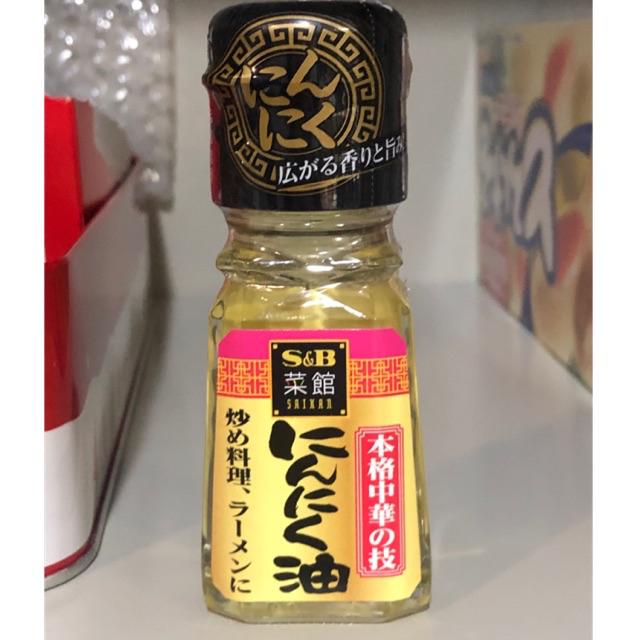 にん
にく
広がる香りと旨み
S&B
菜館
SAIKAN
にんにく油
本格中華の技
炒め料理、ラーメンに